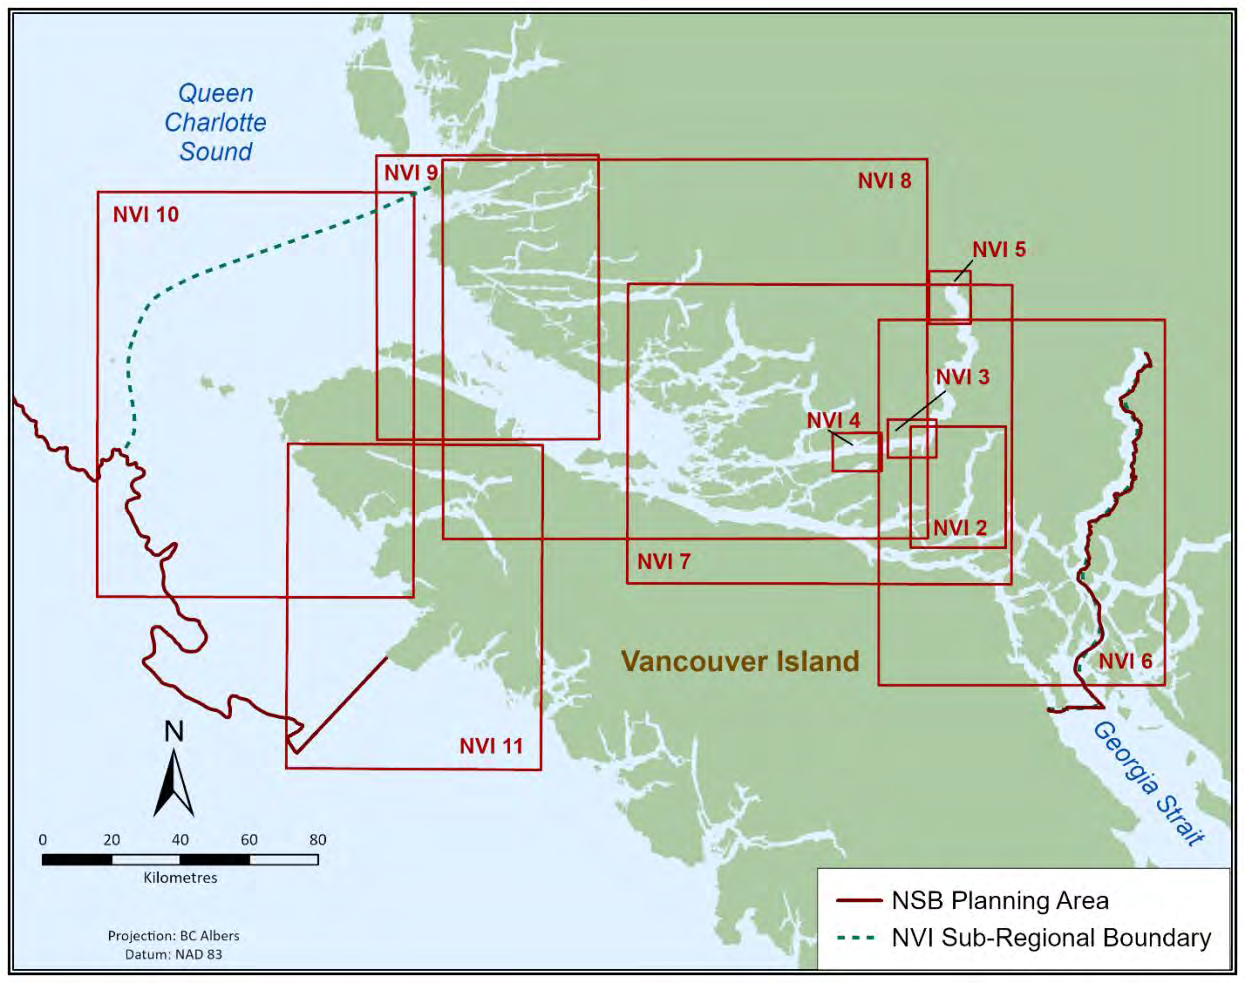 Queen
Charlotte
Sound
NVI 9
NVI 8
NVI 10
NVI 5
NVI 3
NVI 4
NVI 2
NVI 7
Vancouver Island
NVI 6
N
NVI 11
Georgia Strait
0 20 40 60 80
Kilometres
NSB Planning Area
NVI Sub-Regional Boundary
Projection: BC Albers
Datum: NAD 83